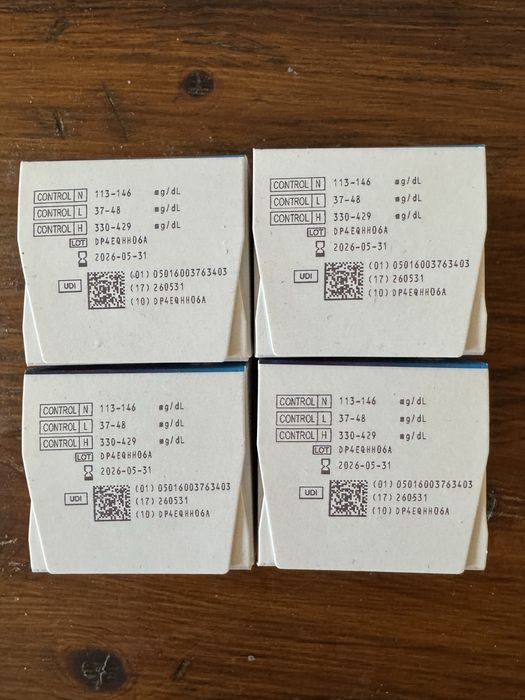 CONTROL N 113-146 mg/dL
CONTROL L 37-48 mg/dL
CONTROL H 330-429 mg/dL
LOT DP4EQHH06A
2026-05-31
UDI (01) 05016003763403
(17) 260531
(10) DP4EQHH06A
CONTROL N 113-146 mg/dL
CONTROL L 37-48 mg/dL
CONTROL H 330-429 mg/dL
LOT DP4EQHH06A
2026-05-31
UDI (01) 05016003763403
(17) 260531
(10) DP4EQHH06A
CONTROL N 113-146 mg/dL
CONTROL L 37-48 mg/dL
CONTROL H 330-429 mg/dL
LOT DP4EQHH06A
2026-05-31
UDI (01) 05016003763403
(17) 260531
(10) DP4EQHH06A
CONTROL N 113-146 mg/dL
CONTROL L 37-48 mg/dL
CONTROL H 330-429 mg/dL
LOT DP4EQHH06A
2026-05-31
UDI (01) 05016003763403
(17) 260531
(10) DP4EQHH06A